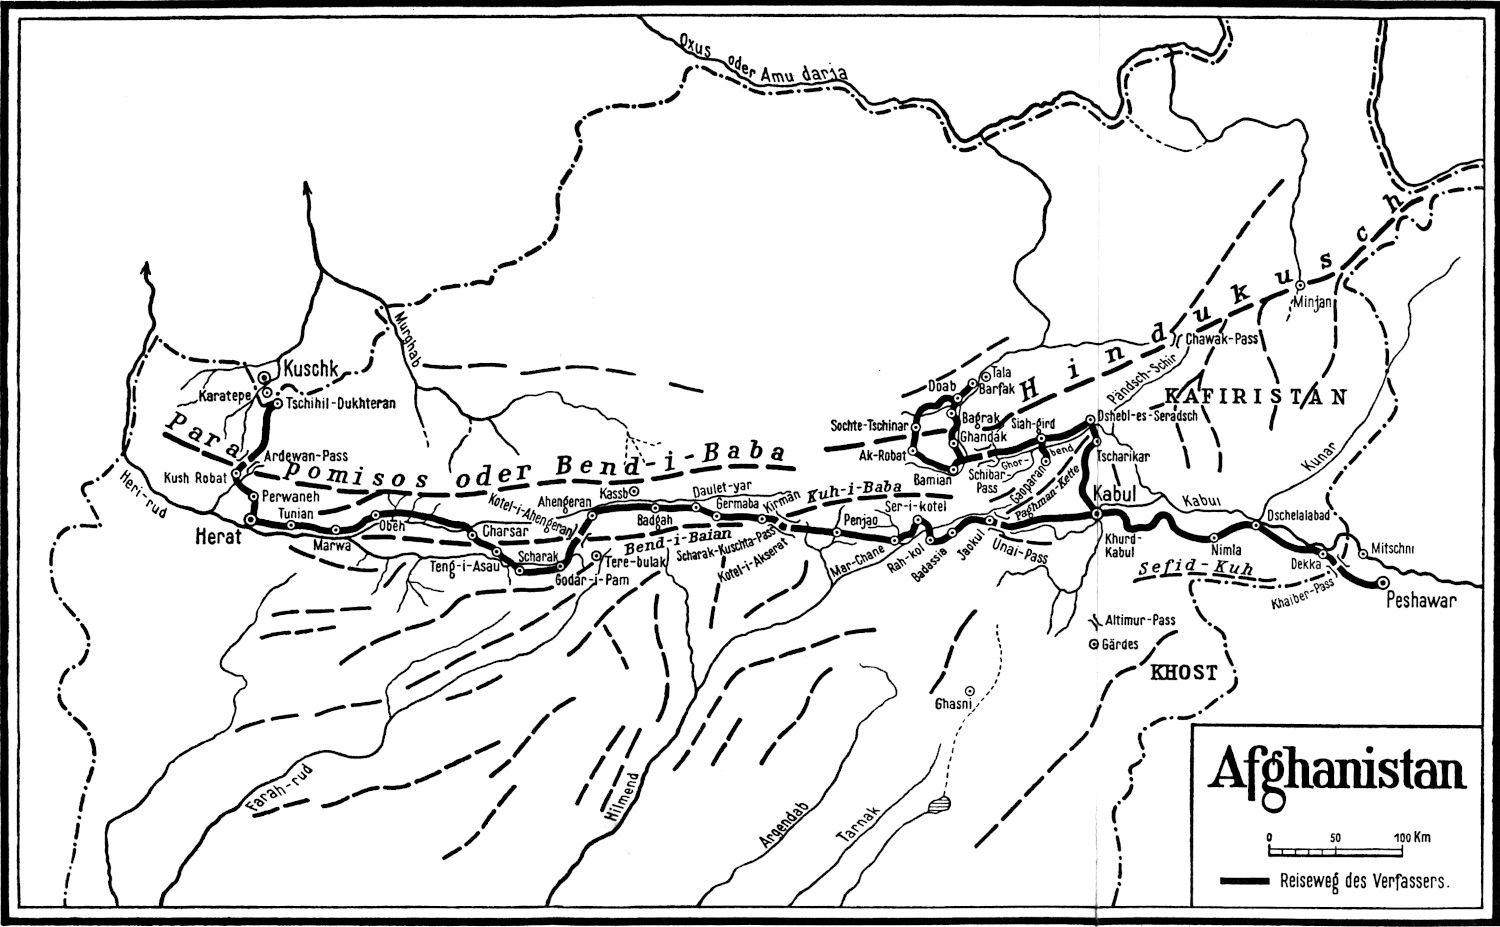 Oxus oder Amu darja
Murghab
Kuschk
Karatepe
Tschihil-Dukhteran
Parapomisos oder Bend-i-Baba
Ardewan-Pass
Kush Robat
Heri-rud
Perwaneh
Tunian
Herat
Marwa
Obeh
Kotel-i-Ahengeran
Charsar
Teng-i-Asau
Scharak
Ahengeran
Kassb
Badgah
Daulet-yar
Germaba
Kirman
Kuh-i-Baba
Bend-i-Baian
Tere-bulak
Godar-i-Pam
Scharak-Kuschta-Pass
Kotel-i-Akserat
Penjao
Mar-Chane
Ser-i-kotel
Rah-kol
Badassia
Jaokul
Unai-Pass
Hindukusch
Tala
Doab
Barfak
Sochte-Tschinar
Bagrak
Ghandak
Ak-Robat
Bamian
Schibar-
Pass
Siah-gird
Ghor-
bend
Paghman-Kette
Dshebl-es-Seradsch
Tscharikar
Pändsch-Schir
Chawak-Pass
Minjan
KAFIRISTAN
Kabul
Kabul
Kunar
Khurd-
Kabul
Nimla
Dschelalabad
Dekka
Mitschni
Sefid-Kuh
Khaiber-Pass
Peshawar
Altimur-Pass
Gärdes
KHOST
Ghasni
Farah-rud
Hilmend
Argendab
Tarnak
Afghanistan
0 50 100 Km
Reiseweg des Verfassers.